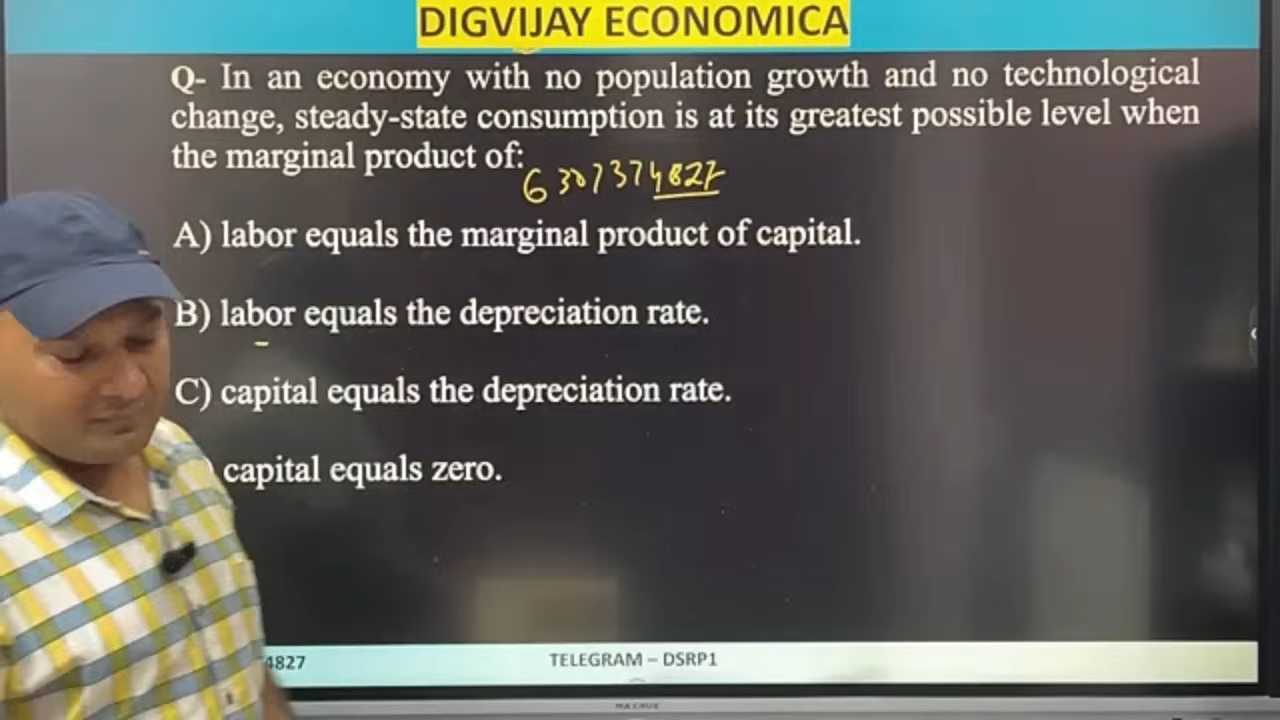 DIGVIJAY ECONOMICA
Q- In an economy with no population growth and no technological
change, steady-state consumption is at its greatest possible level when
the marginal product of:
6307374827
A) labor equals the marginal product of capital.
B) labor equals the depreciation rate.
C) capital equals the depreciation rate.
) capital equals zero.
4827
TELEGRAM – DSRP1
MAXHUB